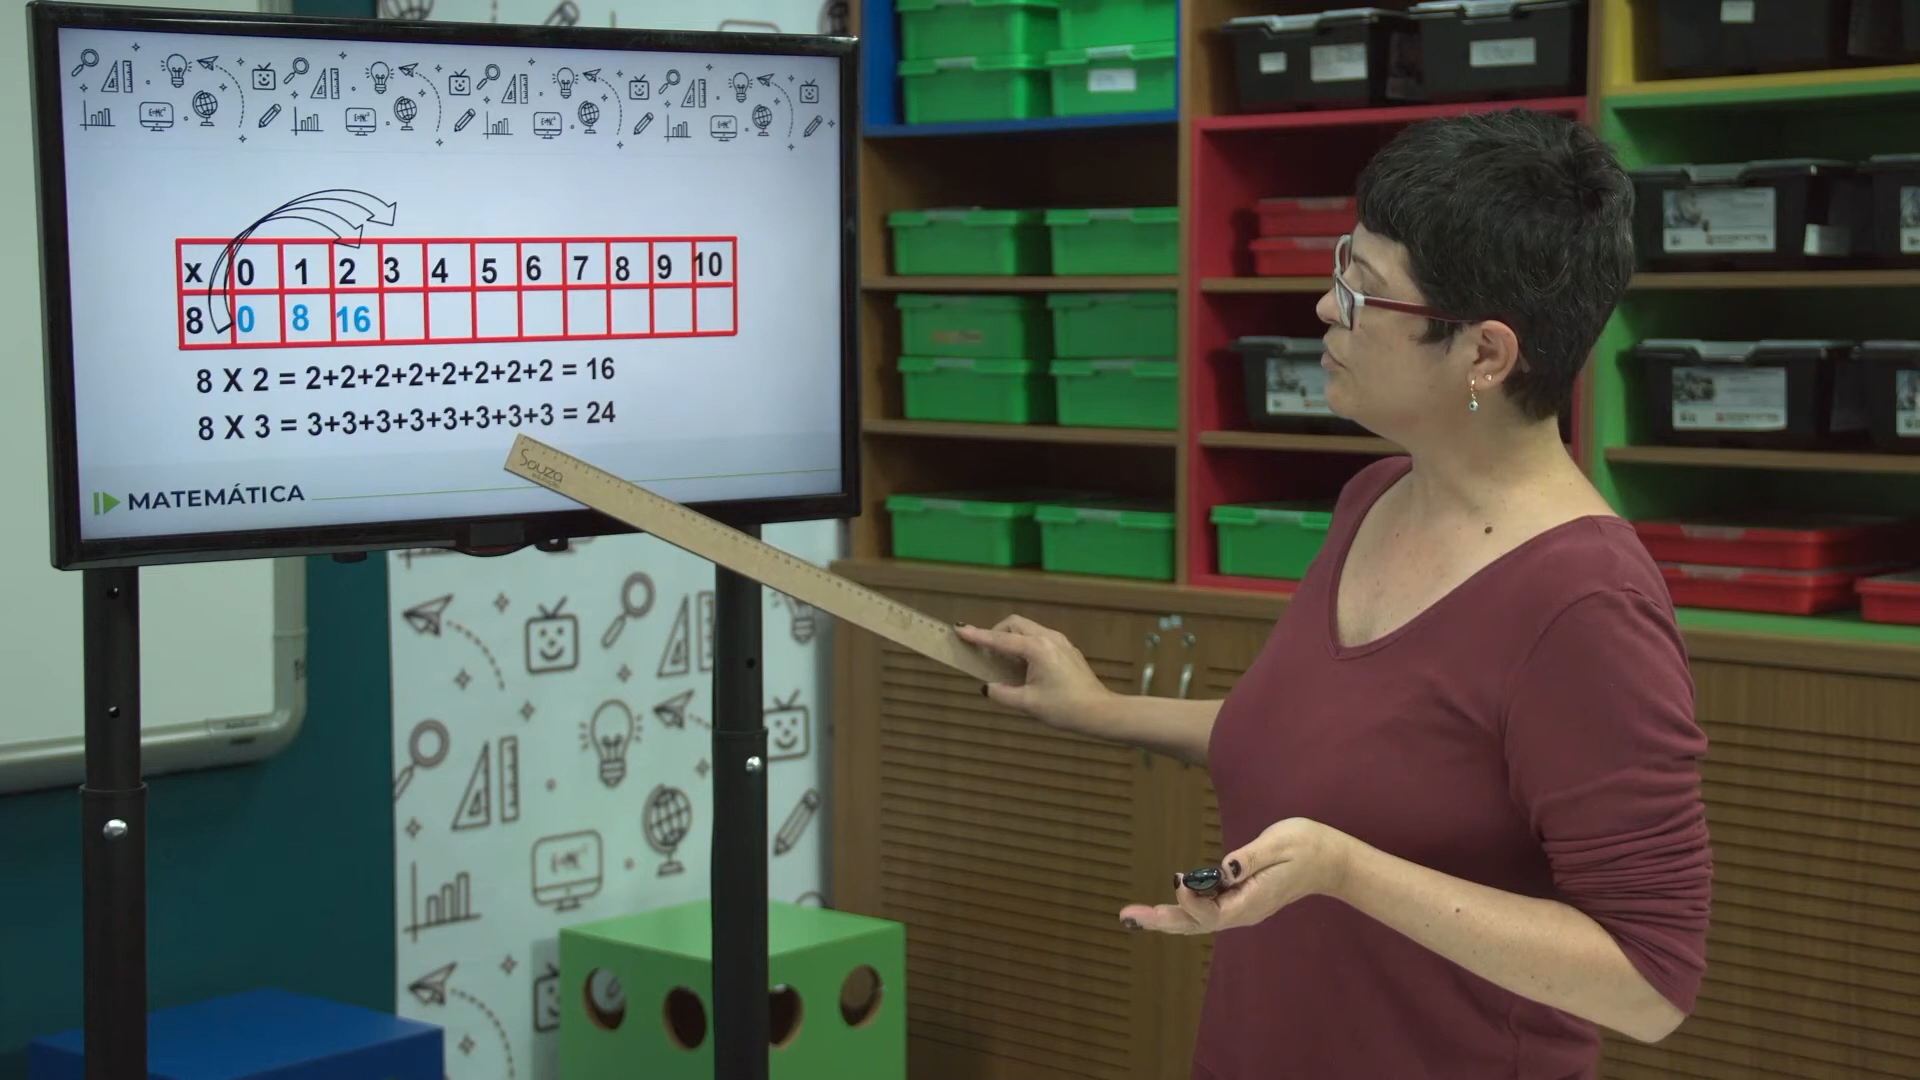 x 0 1 2 3 4 5 6 7 8 9 10
8 0 8 16
8 X 2 = 2+2+2+2+2+2+2+2 = 16
8 X 3 = 3+3+3+3+3+3+3+3 = 24
MATEMÁTICA
Souza